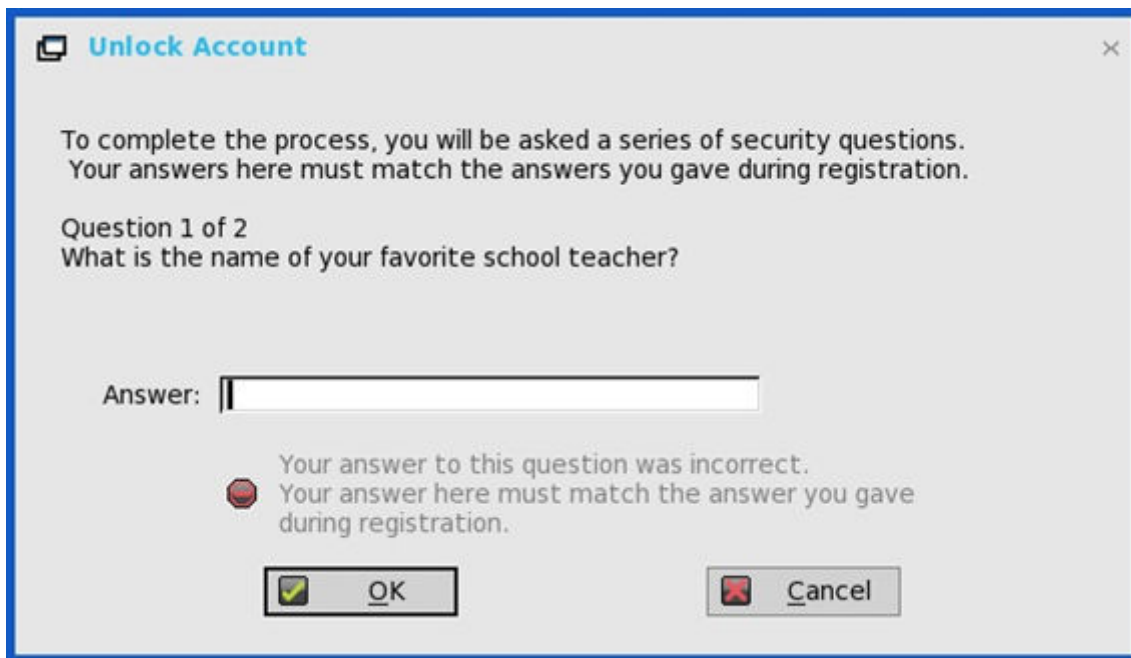 Unlock Account
To complete the process, you will be asked a series of security questions.
Your answers here must match the answers you gave during registration.
Question 1 of 2
What is the name of your favorite school teacher?
Answer:
Your answer to this question was incorrect.
Your answer here must match the answer you gave
during registration.
OK
Cancel